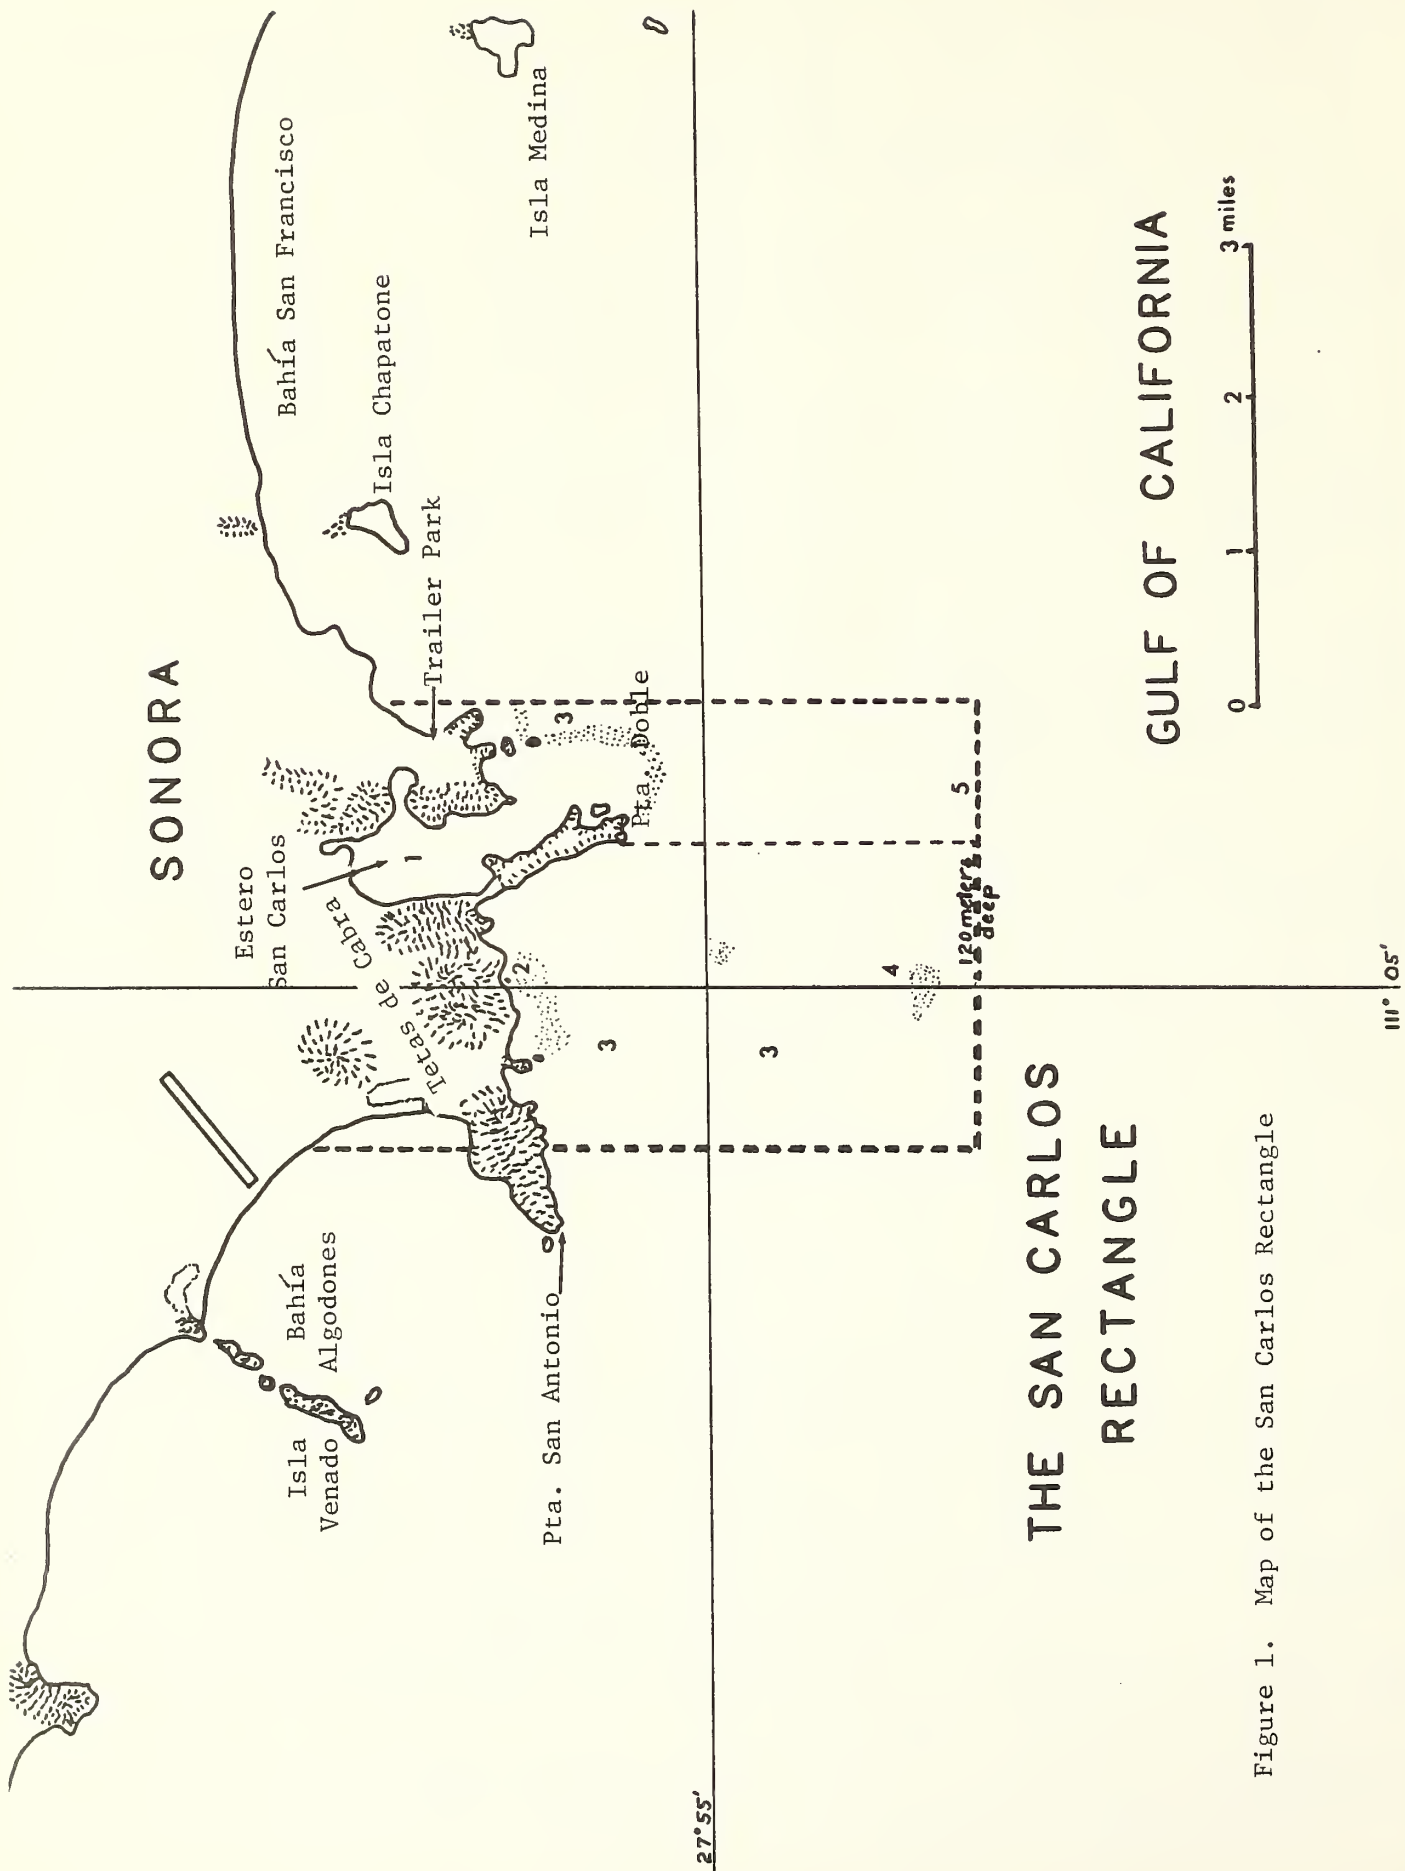 SONORA
Estero
San Carlos
Tetas de Cabra
Bahía San Francisco
Isla Chapatone
Trailer Park
Isla Medina
Isla
Venado
Bahía
Algodones
Pta. San Antonio
Pta. Doble
1
2
3
3
3
4
5
120 meters
deep
27°55'
111° 05'
THE SAN CARLOS
RECTANGLE
GULF OF CALIFORNIA
0 1 2 3 miles
Figure 1. Map of the San Carlos Rectangle